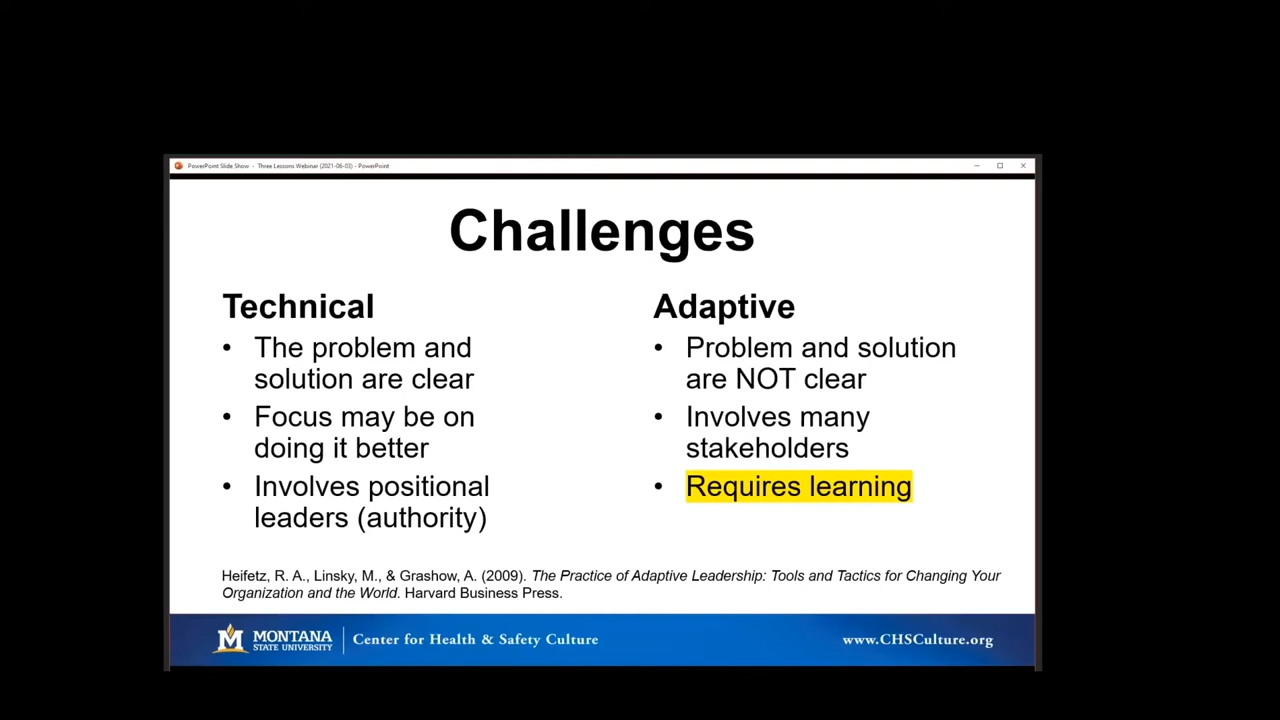 PowerPoint Slide Show - Three Lessons Webinar (2021-06-03) - PowerPoint
Challenges
Technical
• The problem and
solution are clear
• Focus may be on
doing it better
• Involves positional
leaders (authority)
Adaptive
• Problem and solution
are NOT clear
• Involves many
stakeholders
• Requires learning
Heifetz, R. A., Linsky, M., & Grashow, A. (2009). The Practice of Adaptive Leadership: Tools and Tactics for Changing Your
Organization and the World. Harvard Business Press.
M MONTANA
STATE UNIVERSITY
Center for Health & Safety Culture
www.CHSCulture.org